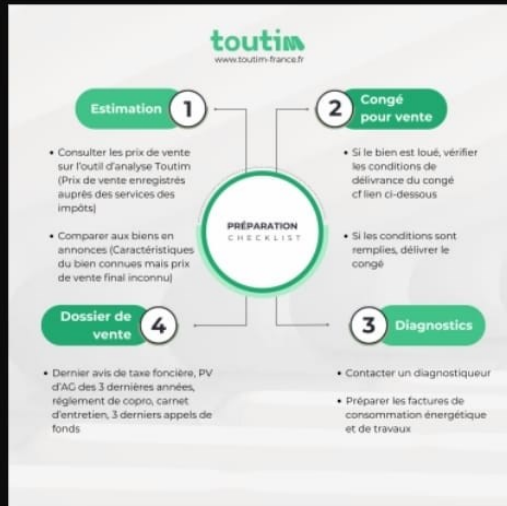 toutim
www.toutim-france.fr
Estimation 1
• Consulter les prix de vente
sur l'outil d'analyse Toutim
(Prix de vente enregistrés
auprès des services des
impôts)
• Comparer aux biens en
annonces (Caractéristiques
du bien connues mais prix
de vente final inconnu)
2 Congé
pour vente
• Si le bien est loué, vérifier
les conditions de
délivrance du congé
cf lien ci-dessous
• Si les conditions sont
remplies, délivrer le
congé
PRÉPARATION
CHECKLIST
3 Diagnostics
• Contacter un diagnostiqueur
• Préparer les factures de
consommation énergétique
et de travaux
Dossier de
vente 4
• Dernier avis de taxe foncière, PV
d'AG des 3 dernières années,
règlement de copro, carnet
d'entretien, 3 derniers appels de
fonds